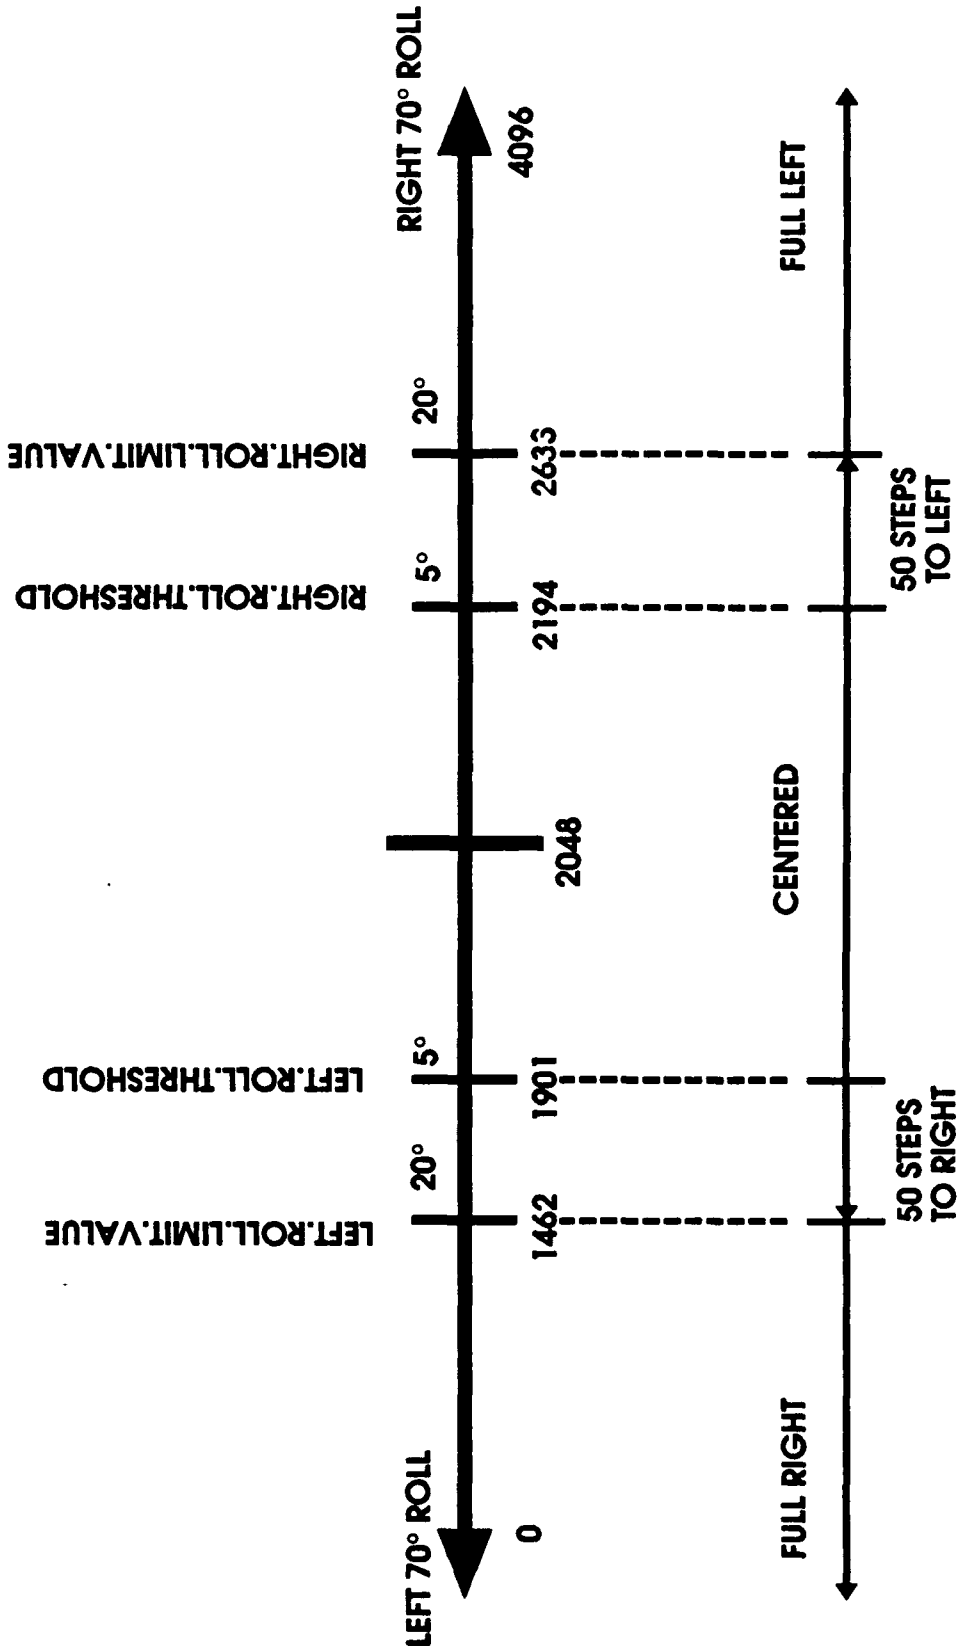 LEFT.ROLL.LIMIT.VALUE
LEFT.ROLL.THRESHOLD
RIGHT.ROLL.THRESHOLD
RIGHT.ROLL.LIMIT.VALUE
LEFT 70° ROLL
20°
5°
5°
20°
RIGHT 70° ROLL
0
1462
1901
2048
2194
2633
4096
FULL RIGHT
CENTERED
FULL LEFT
50 STEPS
TO RIGHT
50 STEPS
TO LEFT